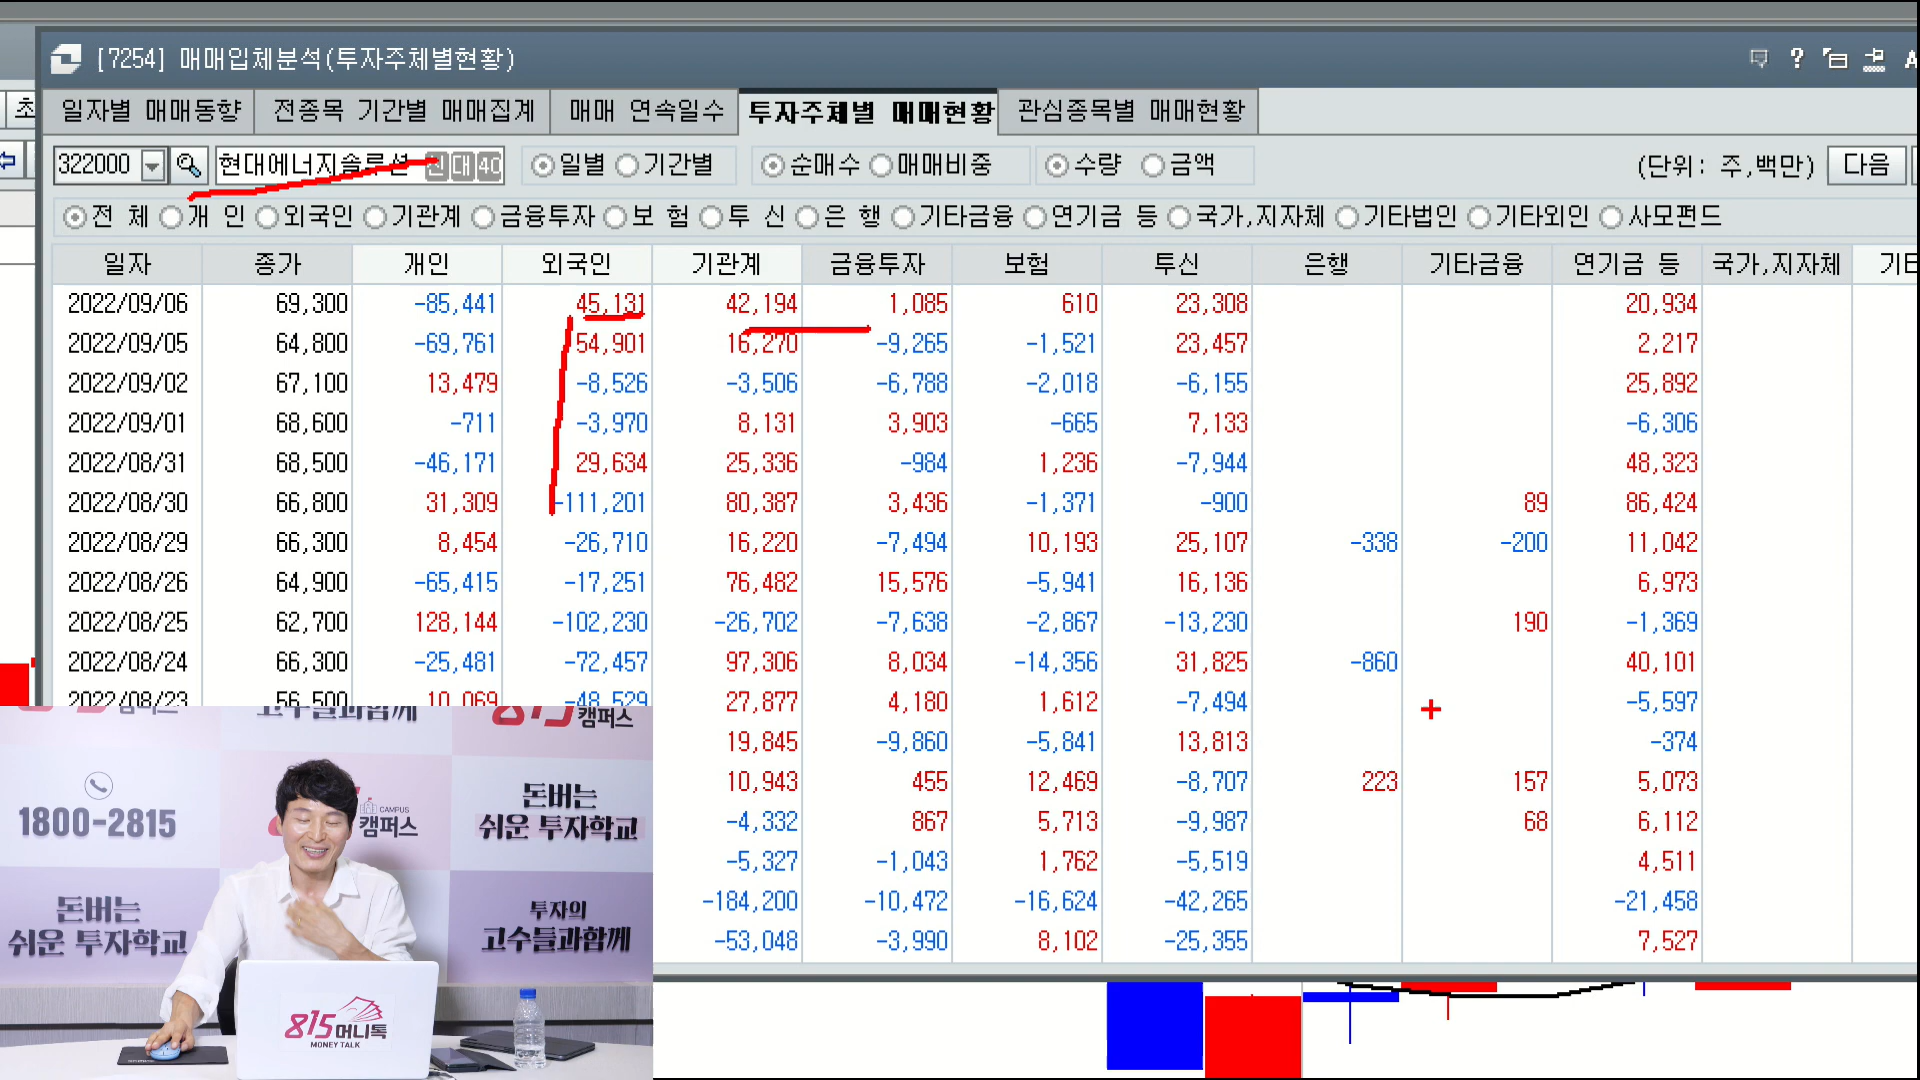 [7254] 매매입체분석(투자주체별현황)
일자별 매매동향 전종목 기간별 매매집계 매매 연속일수 투자주체별 매매현황 관심종목별 매매현황
322000 현대에너지솔루션 대 40 일별 기간별 순매수 매매비중 수량 금액 (단위: 주,백만) 다음
전 체 개 인 외국인 기관계 금융투자 보 험 투 신 은 행 기타금융 연기금 등 국가,지자체 기타법인 기타외인 사모펀드
일자 종가 개인 외국인 기관계 금융투자 보험 투신 은행 기타금융 연기금 등 국가,지자체 기타
2022/09/06 69,300 -85,441 45,131 42,194 1,085 610 23,308 20,934
2022/09/05 64,800 -69,761 54,901 16,270 -9,265 -1,521 23,457 2,217
2022/09/02 67,100 13,479 -8,526 -3,506 -6,788 -2,018 -6,155 25,892
2022/09/01 68,600 -711 -3,970 8,131 3,903 -665 7,133 -6,306
2022/08/31 68,500 -46,171 29,634 25,336 -984 1,236 -7,944 48,323
2022/08/30 66,800 31,309 -111,201 80,387 3,436 -1,371 -900 89 86,424
2022/08/29 66,300 8,454 -26,710 16,220 -7,494 10,193 25,107 -338 -200 11,042
2022/08/26 64,900 -65,415 -17,251 76,482 15,576 -5,941 16,136 6,973
2022/08/25 62,700 128,144 -102,230 -26,702 -7,638 -2,867 -13,230 190 -1,369
2022/08/24 66,300 -25,481 -72,457 97,306 8,034 -14,356 31,825 -860 40,101
2022/08/23 56,500 10,069 -48,529 27,877 4,180 1,612 -7,494 -5,597
19,845 -9,860 -5,841 13,813 -374
10,943 455 12,469 -8,707 223 157 5,073
-4,332 867 5,713 -9,987 68 6,112
-5,327 -1,043 1,762 -5,519 4,511
-184,200 -10,472 -16,624 -42,265 -21,458
-53,048 -3,990 8,102 -25,355 7,527
고수들과함께
815 캠퍼스
1800-2815
CAMPUS
캠퍼스
돈버는
쉬운 투자학교
돈버는
쉬운 투자학교
투자의
고수들과함께
815머니톡
MONEY TALK